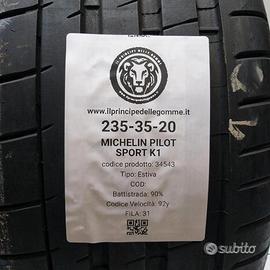 IL PRINCIPE DELLE GOMME
www.ilprincipedellegomme.it
235-35-20
MICHELIN PILOT
SPORT K1
codice prodotto: 34543
Tipo: Estiva
COD:
Battistrada: 90%
Codice Velocità: 92y
FILA: 31
subito